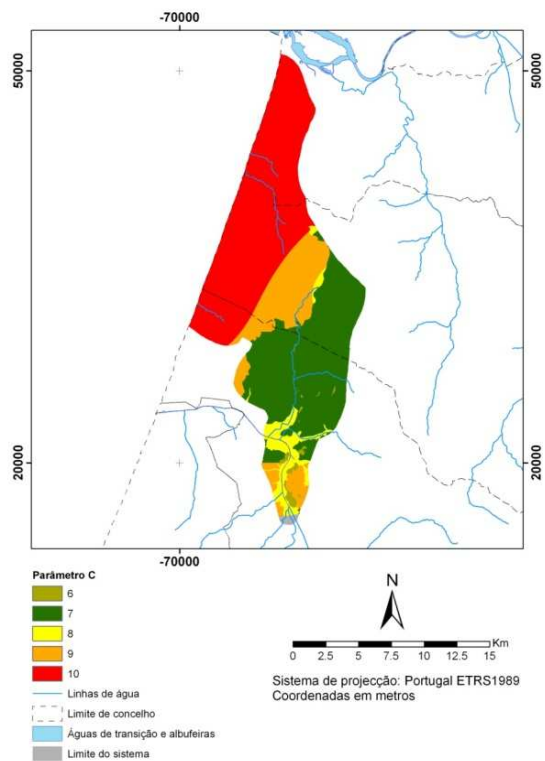 -70000
50000
50000
20000
20000
-70000
Parâmetro C
6
7
8
9
10
Linhas de água
Limite de concelho
Águas de transição e albufeiras
Limite do sistema
N
Km
0 2.5 5 7.5 10 12.5 15
Sistema de projecção: Portugal ETRS1989
Coordenadas em metros